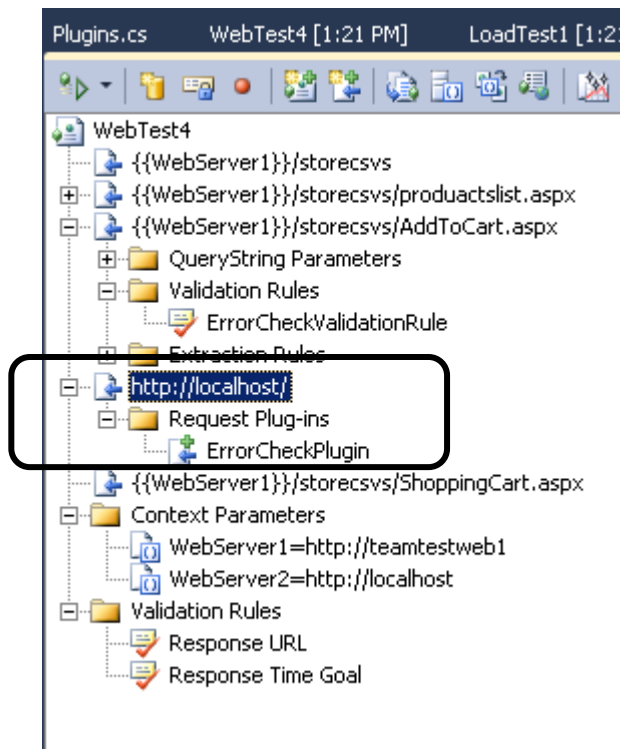 Plugins.cs WebTest4 [1:21 PM] LoadTest1 [1:21
WebTest4
{{WebServer1}}/storecsvs
{{WebServer1}}/storecsvs/produactslist.aspx
{{WebServer1}}/storecsvs/AddToCart.aspx
QueryString Parameters
Validation Rules
ErrorCheckValidationRule
Extraction Rules
http://localhost/
Request Plug-ins
ErrorCheckPlugin
{{WebServer1}}/storecsvs/ShoppingCart.aspx
Context Parameters
WebServer1=http://teamtestweb1
WebServer2=http://localhost
Validation Rules
Response URL
Response Time Goal